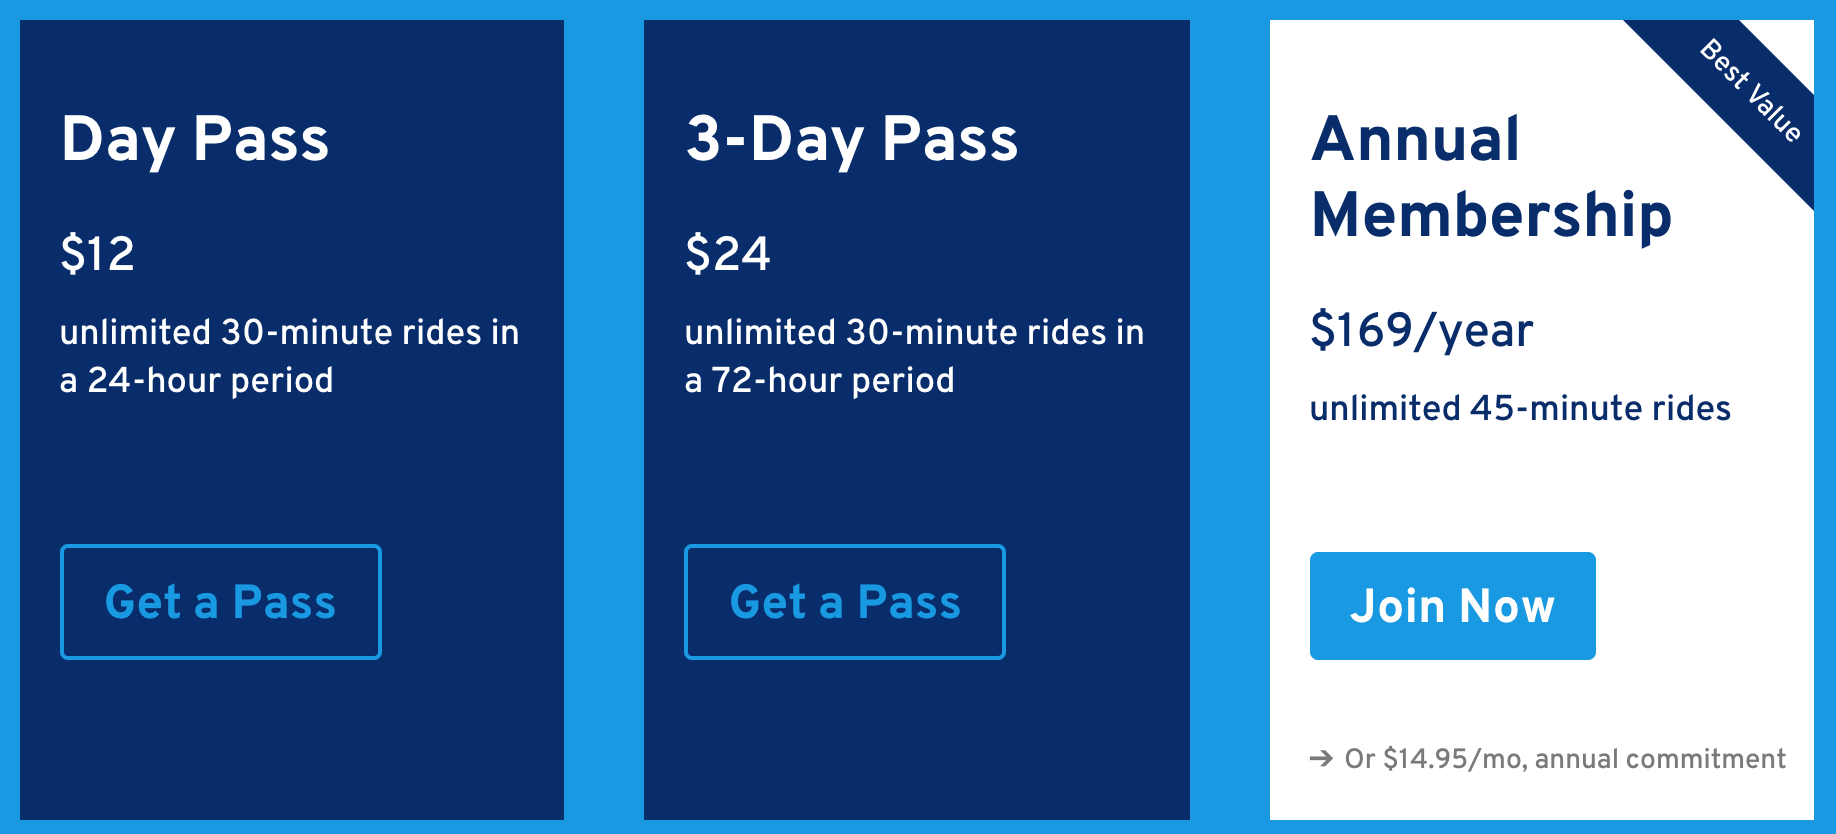 Day Pass
$12
unlimited 30-minute rides in
a 24-hour period
Get a Pass
3-Day Pass
$24
unlimited 30-minute rides in
a 72-hour period
Get a Pass
Best Value
Annual
Membership
$169/year
unlimited 45-minute rides
Join Now
➔ Or $14.95/mo, annual commitment